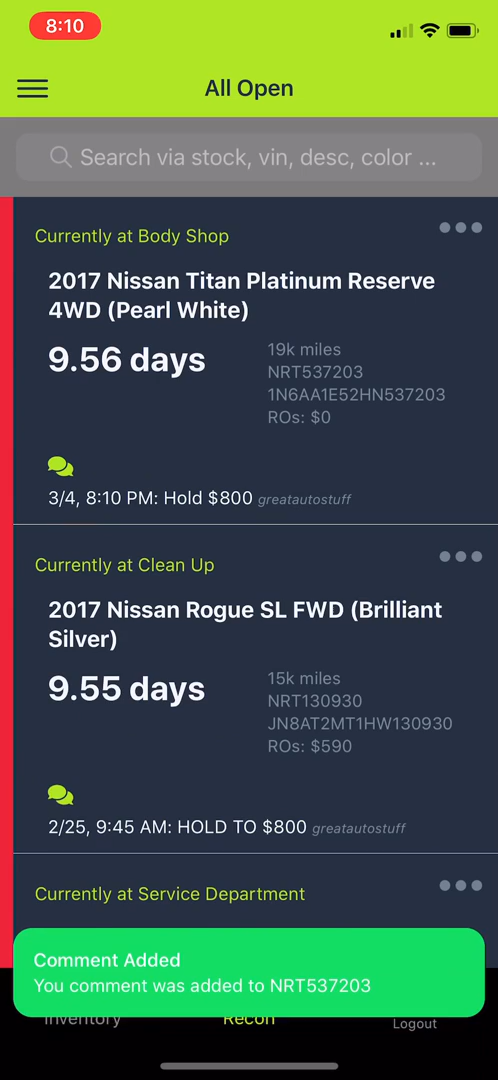 8:10
All Open
Search via stock, vin, desc, color ...
Currently at Body Shop
2017 Nissan Titan Platinum Reserve
4WD (Pearl White)
9.56 days
19k miles
NRT537203
1N6AA1E52HN537203
ROs: $0
3/4, 8:10 PM: Hold $800 greatautostuff
Currently at Clean Up
2017 Nissan Rogue SL FWD (Brilliant
Silver)
9.55 days
15k miles
NRT130930
JN8AT2MT1HW130930
ROs: $590
2/25, 9:45 AM: HOLD TO $800 greatautostuff
Currently at Service Department
Comment Added
You comment was added to NRT537203
Inventory
Recon
Logout